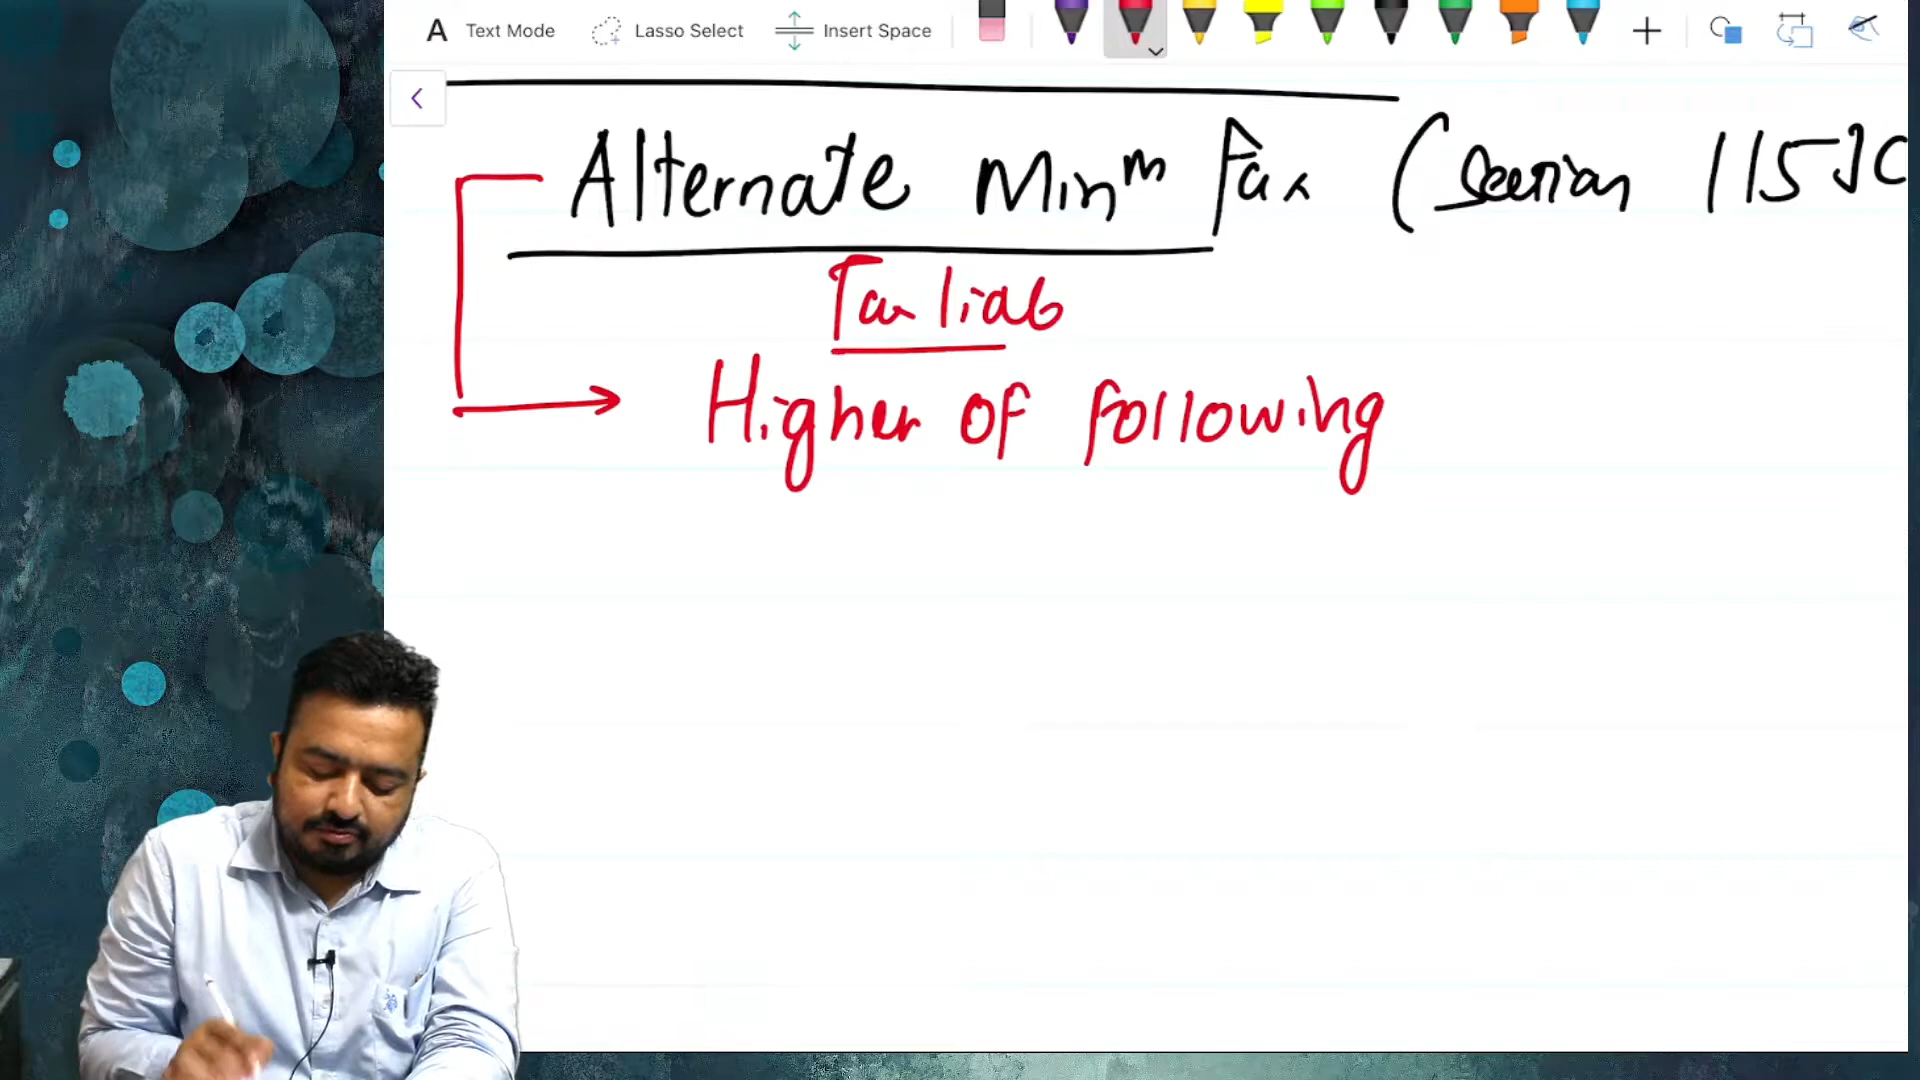 A Text Mode Lasso Select Insert Space
Alternate Minm Tax (Section 115JC
Tax liab
Higher of following